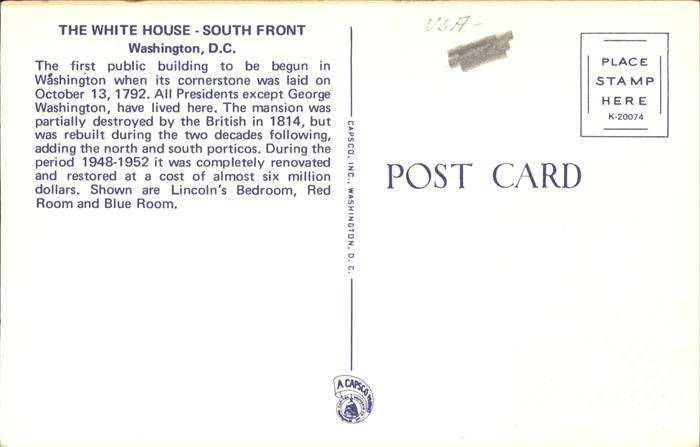 THE WHITE HOUSE - SOUTH FRONT
Washington, D.C.
The first public building to be begun in
Washington when its cornerstone was laid on
October 13, 1792. All Presidents except George
Washington, have lived here. The mansion was
partially destroyed by the British in 1814, but
was rebuilt during the two decades following,
adding the north and south porticos. During the
period 1948-1952 it was completely renovated
and restored at a cost of almost six million
dollars. Shown are Lincoln's Bedroom, Red
Room and Blue Room.
CAPSCO, INC., WASHINGTON, D. C.
A CAPSCO
USA-
PLACE
STAMP
HERE
K-20074
POST CARD